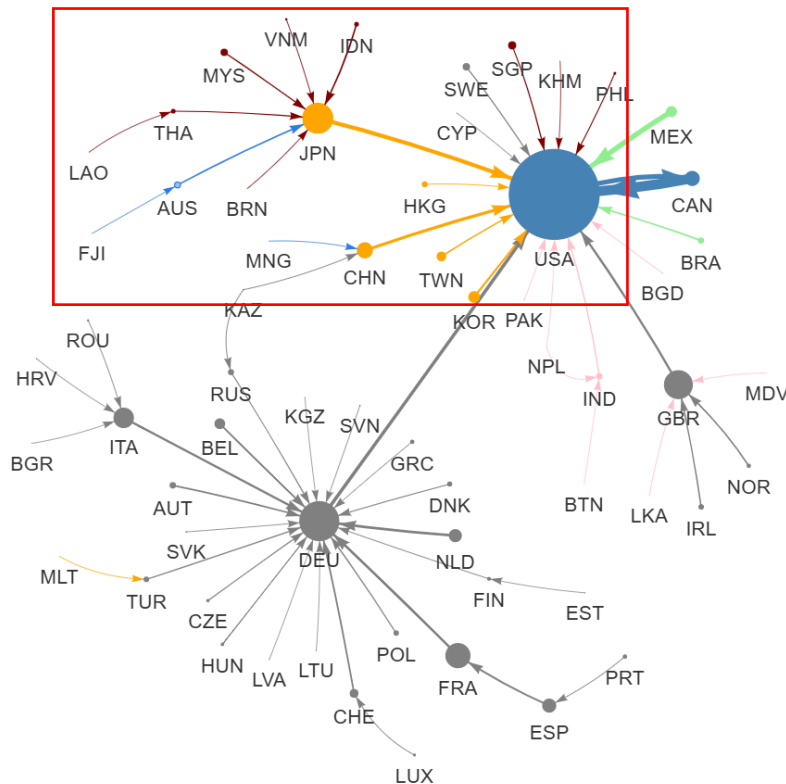 VNM
IDN
MYS
SGP
SWE
KHM
PHL
MEX
THA
CYP
JPN
LAO
CAN
AUS
BRN
HKG
FJI
MNG
CHN
USA
BRA
TWN
BGD
KAZ
KOR
PAK
ROU
NPL
HRV
RUS
IND
MDV
KGZ
SVN
GBR
ITA
BEL
GRC
BGR
AUT
DNK
BTN
LKA
NOR
IRL
SVK
DEU
NLD
MLT
TUR
FIN
EST
CZE
HUN
LVA
LTU
POL
FRA
PRT
CHE
ESP
LUX